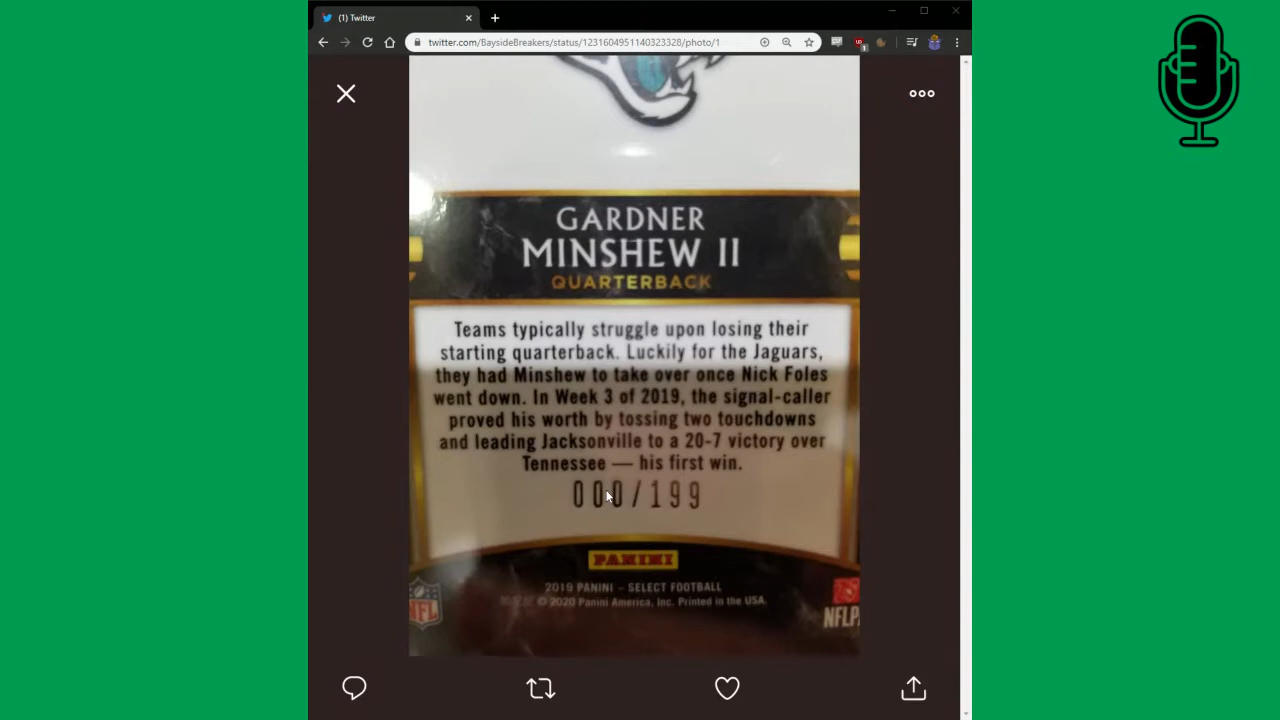 (1) Twitter
twitter.com/BaysideBreakers/status/1231604951140323328/photo/1
GARDNER
MINSHEW II
QUARTERBACK
Teams typically struggle upon losing their
starting quarterback. Luckily for the Jaguars,
they had Minshew to take over once Nick Foles
went down. In Week 3 of 2019, the signal-caller
proved his worth by tossing two touchdowns
and leading Jacksonville to a 20-7 victory over
Tennessee — his first win.
000/199
PANINI
2019 PANINI – SELECT FOOTBALL
© 2020 Panini America, Inc. Printed in the USA.
NFL
NFLP